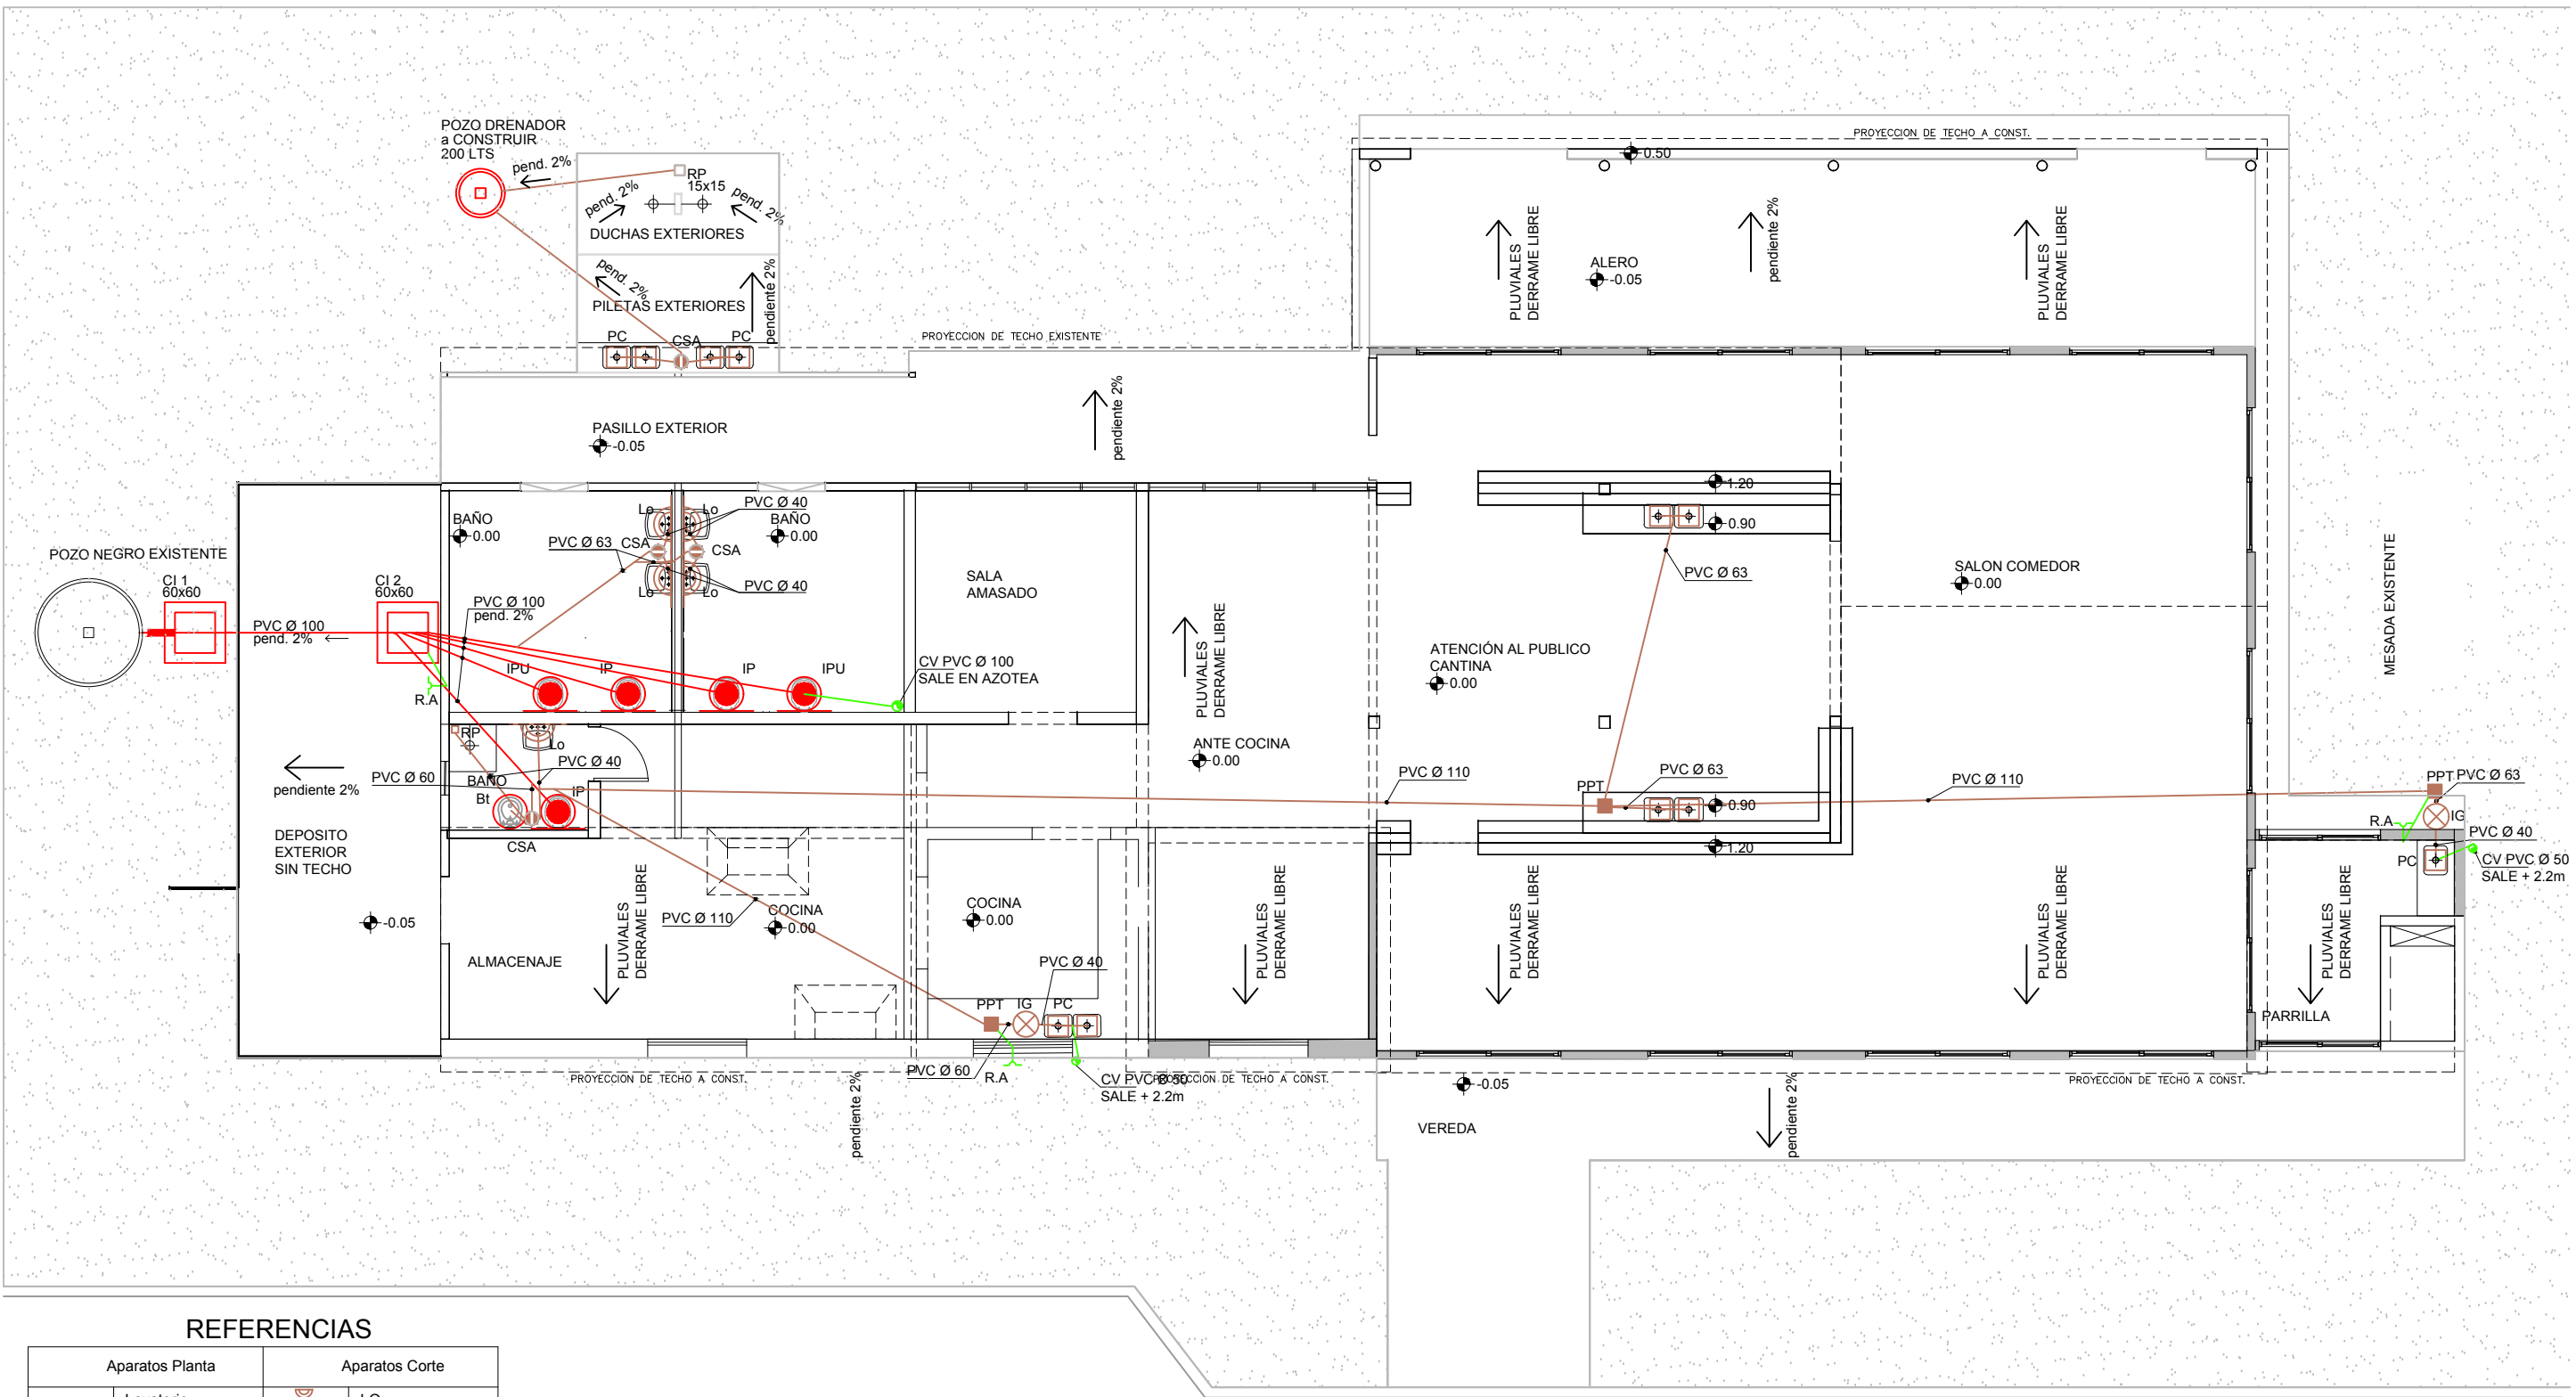 POZO DRENADOR
a CONSTRUIR
200 LTS
pend. 2%
RP
15x15
pend. 2%
pend. 2%
DUCHAS EXTERIORES
pend. 2%
PILETAS EXTERIORES
pendiente 2%
PC
CSA
PC
PROYECCION DE TECHO A CONST.
0.50
PLUVIALES
DERRAME LIBRE
pendiente 2%
PLUVIALES
DERRAME LIBRE
ALERO
-0.05
PROYECCION DE TECHO EXISTENTE
pendiente 2%
PASILLO EXTERIOR
-0.05
POZO NEGRO EXISTENTE
CI 1
60x60
CI 2
60x60
PVC Ø 100
pend. 2%
BAÑO
0.00
Lo
Lo
PVC Ø 40
BAÑO
0.00
PVC Ø 63
CSA
CSA
Lo
Lo
PVC Ø 40
PVC Ø 100
pend. 2%
IPU
IP
IP
IPU
CV PVC Ø 100
SALE EN AZOTEA
R.A
SALA
AMASADO
PLUVIALES
DERRAME LIBRE
ANTE COCINA
0.00
1.20
0.90
PVC Ø 63
ATENCIÓN AL PUBLICO
CANTINA
0.00
SALON COMEDOR
0.00
MESADA EXISTENTE
RP
Lo
PVC Ø 40
PVC Ø 60
BAÑO
Bt
IP
CSA
pendiente 2%
DEPOSITO
EXTERIOR
SIN TECHO
-0.05
PVC Ø 110
PPT
PVC Ø 63
0.90
1.20
PVC Ø 110
PPT
PVC Ø 63
R.A
IG
PVC Ø 40
PC
CV PVC Ø 50
SALE + 2.2m
ALMACENAJE
PLUVIALES
DERRAME LIBRE
PVC Ø 110
COCINA
0.00
COCINA
0.00
PVC Ø 40
PPT
IG
PC
PLUVIALES
DERRAME LIBRE
PLUVIALES
DERRAME LIBRE
PLUVIALES
DERRAME LIBRE
PLUVIALES
DERRAME LIBRE
PARRILLA
PVC Ø 60
R.A
CV PVC Ø 50
SALE + 2.2m
PROYECCION DE TECHO A CONST.
PROYECCION DE TECHO A CONST.
PROYECCION DE TECHO A CONST.
pendiente 2%
-0.05
VEREDA
pendiente 2%
REFERENCIAS
Aparatos Planta
Aparatos Corte